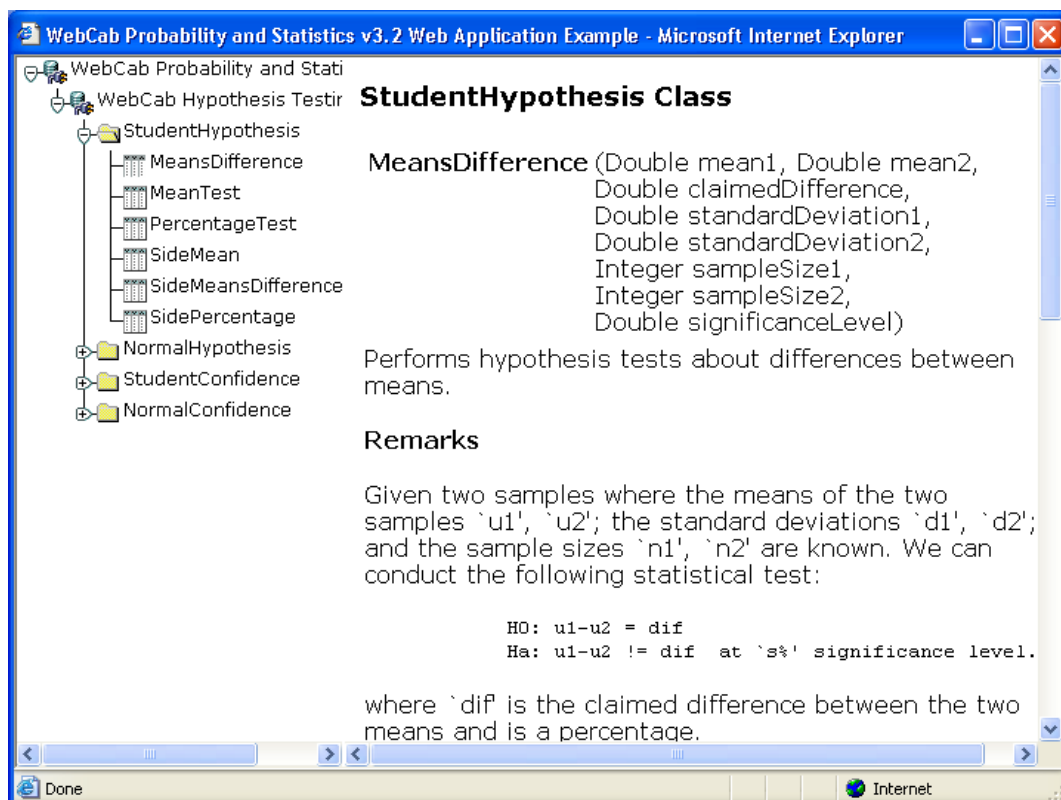 WebCab Probability and Statistics v3.2 Web Application Example - Microsoft Internet Explorer
WebCab Probability and Stati
WebCab Hypothesis Testir
StudentHypothesis
MeansDifference
MeanTest
PercentageTest
SideMean
SideMeansDifference
SidePercentage
NormalHypothesis
StudentConfidence
NormalConfidence
StudentHypothesis Class
MeansDifference (Double mean1, Double mean2,
Double claimedDifference,
Double standardDeviation1,
Double standardDeviation2,
Integer sampleSize1,
Integer sampleSize2,
Double significanceLevel)
Performs hypothesis tests about differences between
means.
Remarks
Given two samples where the means of the two
samples `u1', `u2'; the standard deviations `d1', `d2';
and the sample sizes `n1', `n2' are known. We can
conduct the following statistical test:
HO: u1-u2 = dif
Ha: u1-u2 != dif  at `s%' significance level.
where `dif' is the claimed difference between the two
means and is a percentage.
Done
Internet